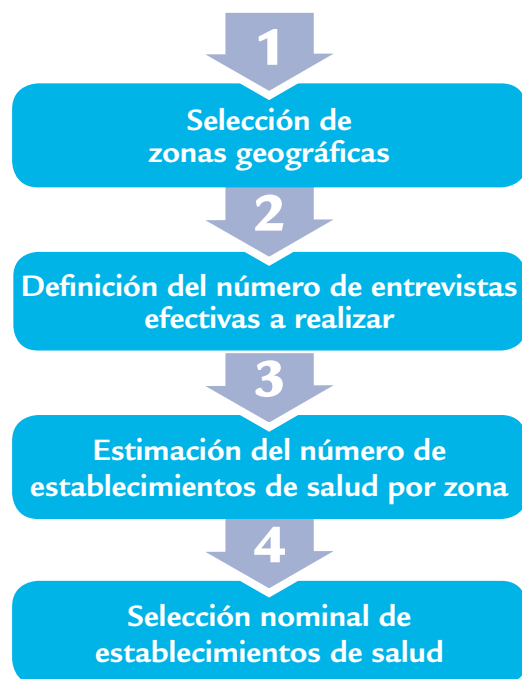 1
Selección de
zonas geográficas
2
Definición del número de entrevistas
efectivas a realizar
3
Estimación del número de
establecimientos de salud por zona
4
Selección nominal de
establecimientos de salud